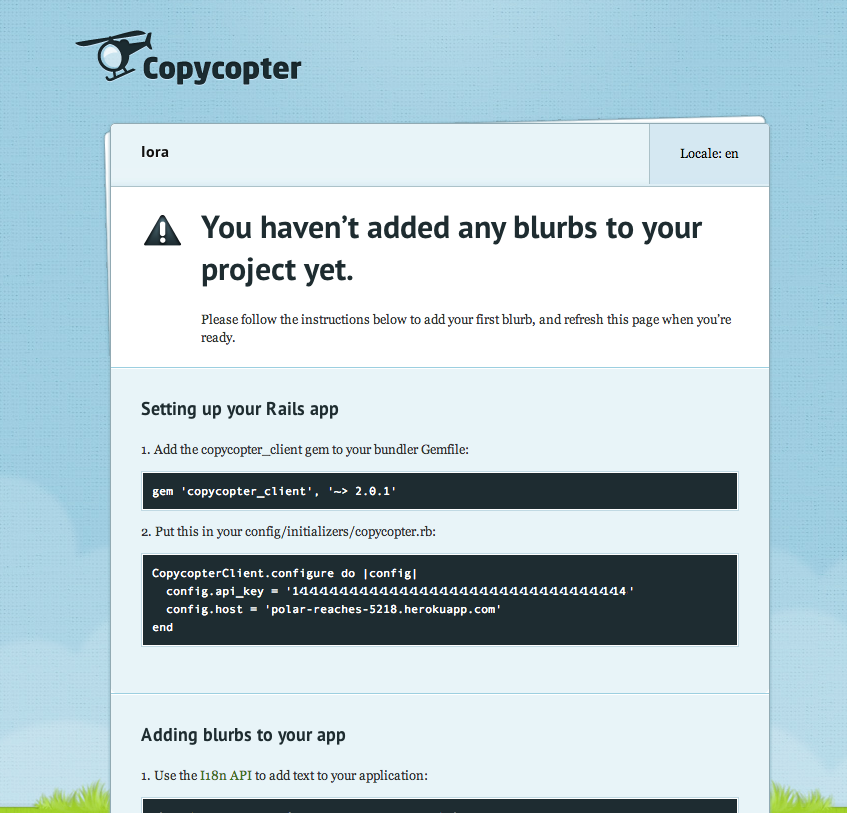 Copycopter
Iora
Locale: en
You haven't added any blurbs to your
project yet.
Please follow the instructions below to add your first blurb, and refresh this page when you're
ready.
Setting up your Rails app
1. Add the copycopter_client gem to your bundler Gemfile:
gem 'copycopter_client', '~> 2.0.1'
2. Put this in your config/initializers/copycopter.rb:
CopycopterClient.configure do |config|
config.api_key = '
config.host = 'polar-reaches-5218.herokuapp.com'
end
Adding blurbs to your app
1. Use the I18n API to add text to your application: